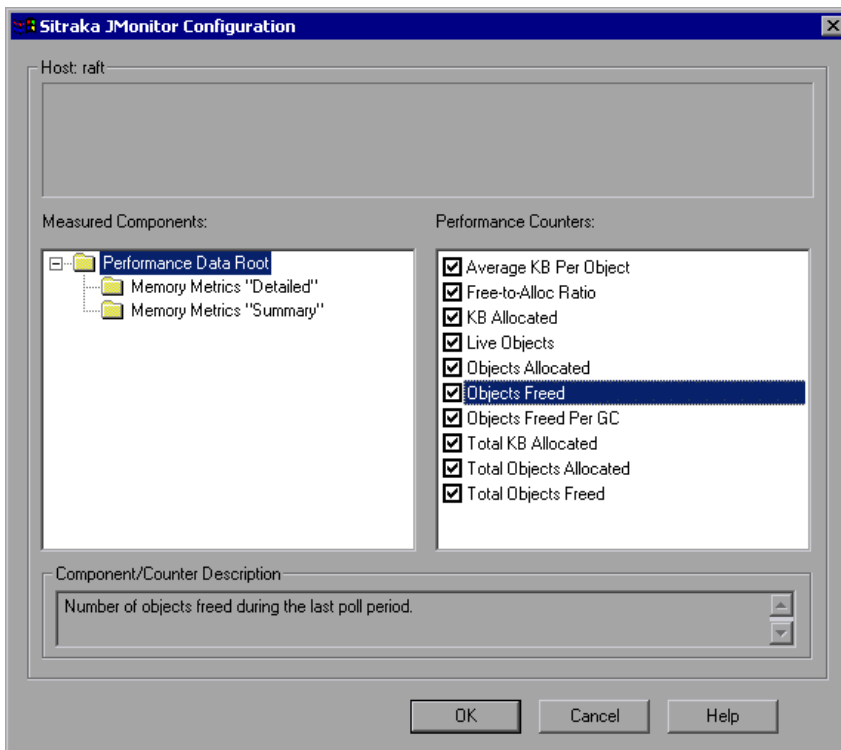 Sitraka JMonitor Configuration
Host: raft
Measured Components:
Performance Counters:
Performance Data Root
Memory Metrics "Detailed"
Memory Metrics "Summary"
Average KB Per Object
Free-to-Alloc Ratio
KB Allocated
Live Objects
Objects Allocated
Objects Freed
Objects Freed Per GC
Total KB Allocated
Total Objects Allocated
Total Objects Freed
Component/Counter Description
Number of objects freed during the last poll period.
OK
Cancel
Help